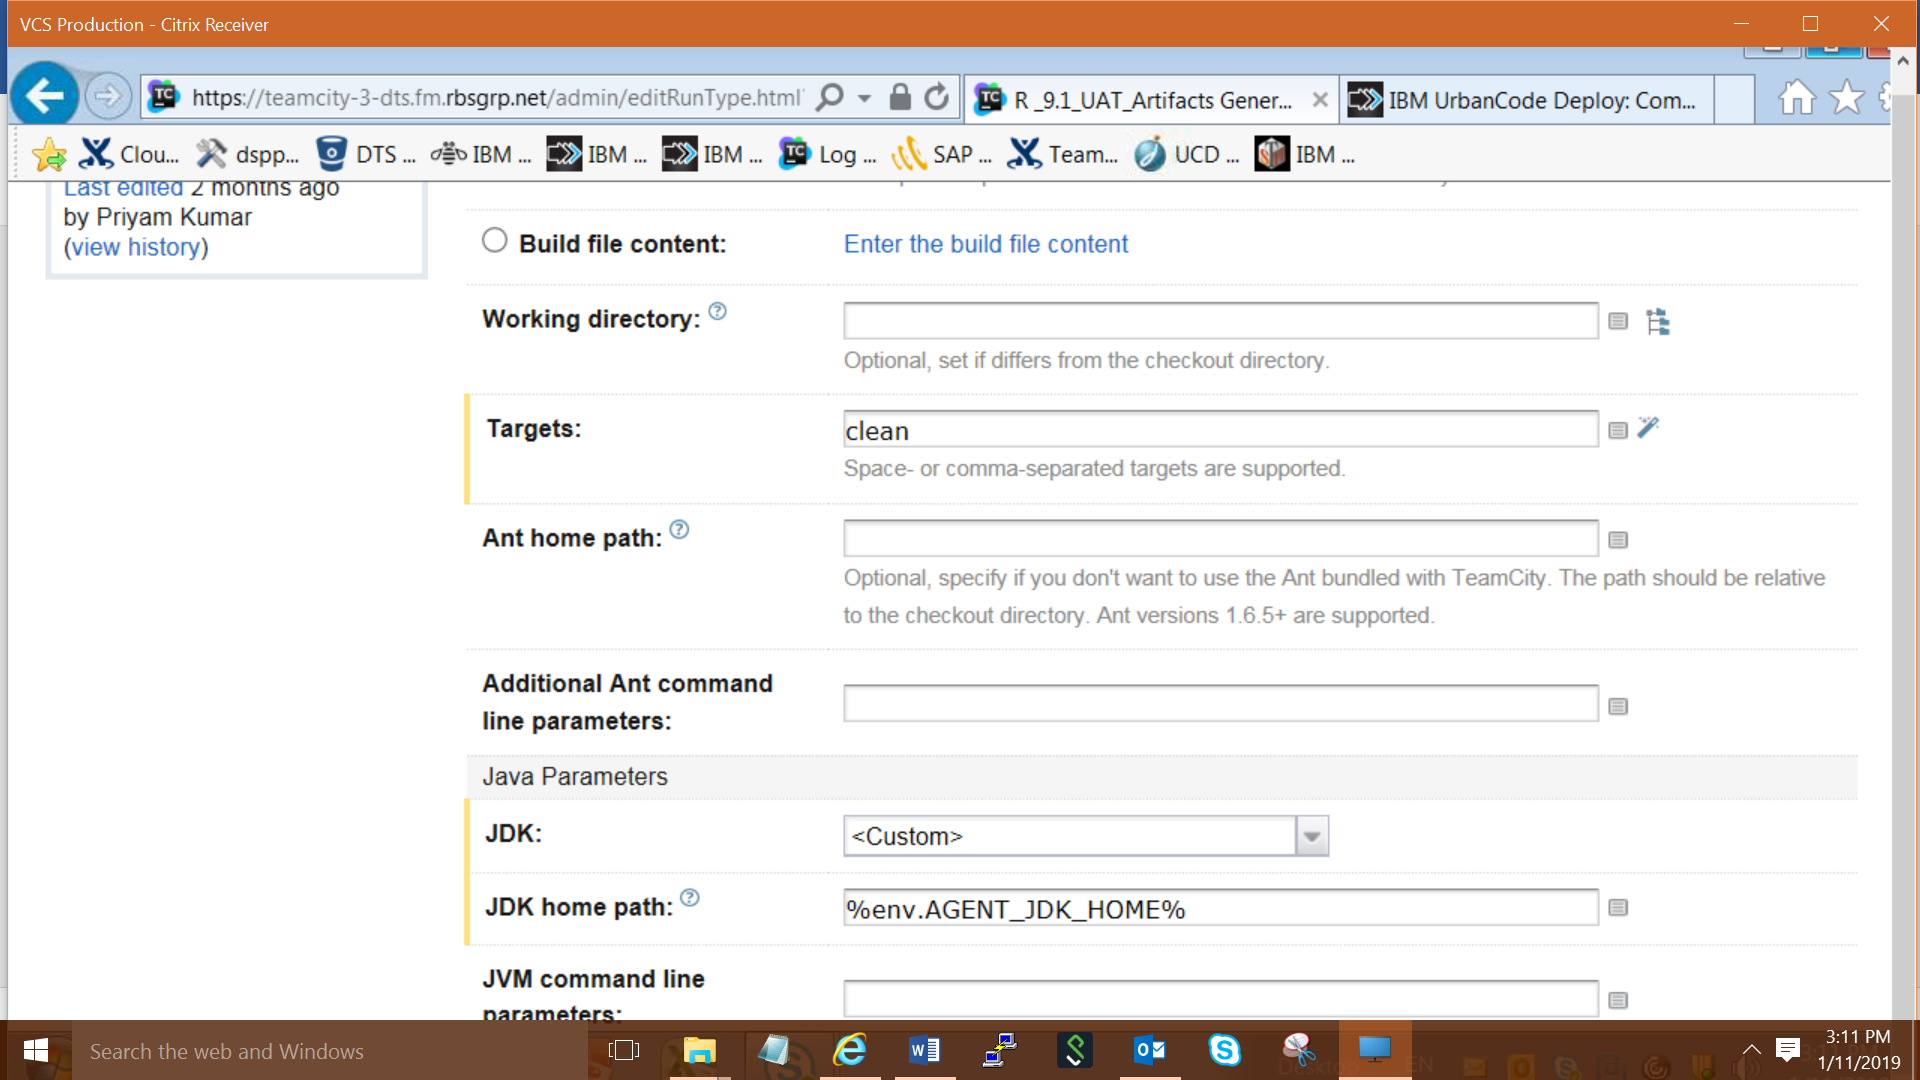 VCS Production - Citrix Receiver
https://teamcity-3-dts.fm.rbsgrp.net/admin/editRunType.html
R _9.1_UAT_Artifacts Gener...
IBM UrbanCode Deploy: Com...
Clou...
dspp...
DTS ...
IBM ...
IBM ...
IBM ...
Log ...
SAP ...
Team...
UCD ...
IBM ...
Last edited 2 months ago
by Priyam Kumar
(view history)
Build file content:
Enter the build file content
Working directory:
Optional, set if differs from the checkout directory.
Targets:
clean
Space- or comma-separated targets are supported.
Ant home path:
Optional, specify if you don't want to use the Ant bundled with TeamCity. The path should be relative
to the checkout directory. Ant versions 1.6.5+ are supported.
Additional Ant command
line parameters:
Java Parameters
JDK:
<Custom>
JDK home path:
%env.AGENT_JDK_HOME%
JVM command line
parameters:
Search the web and Windows
Desktop
EN
3:11 PM
1/11/2019